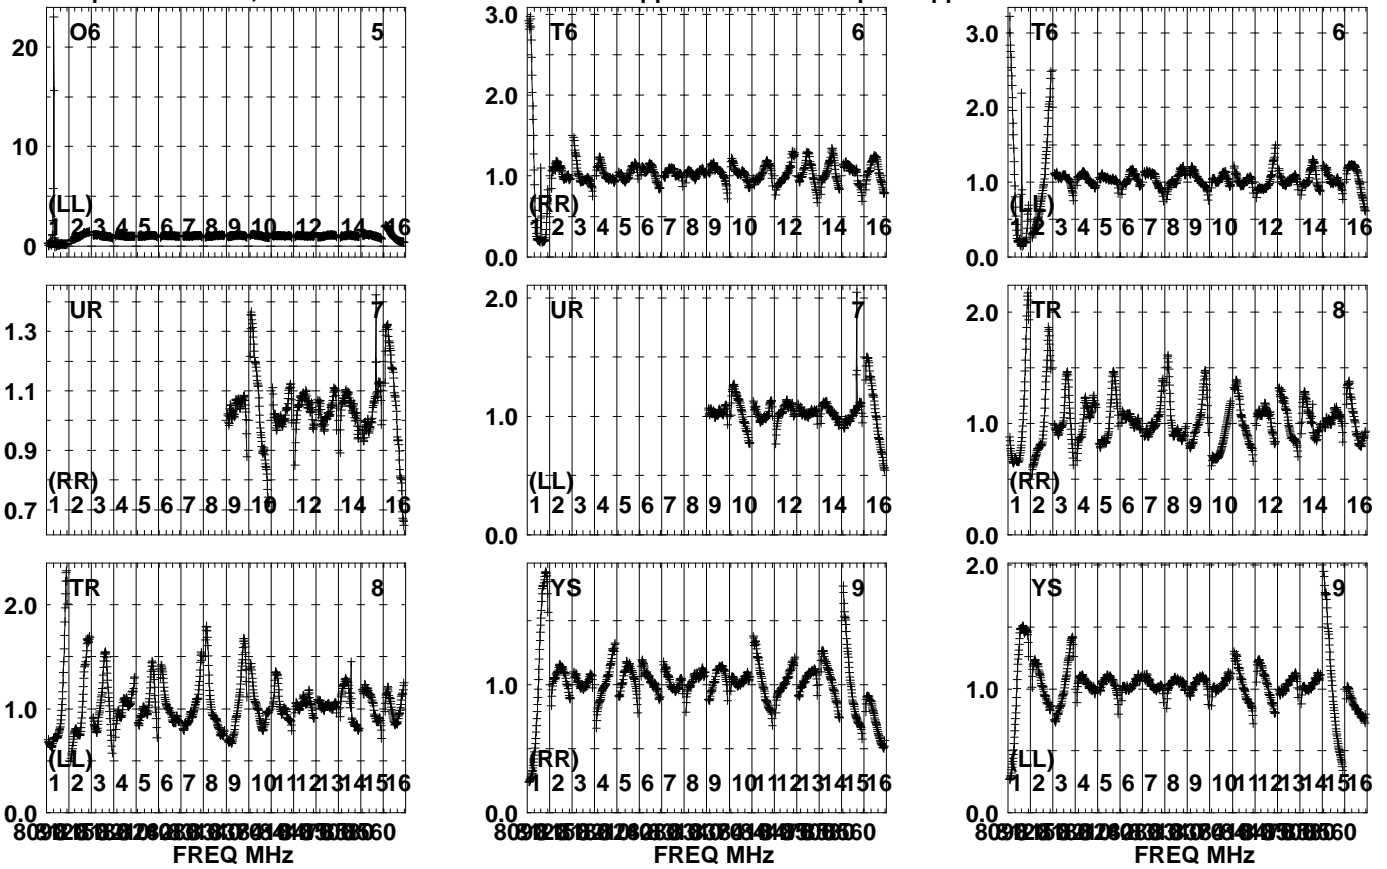 O6 5
20
10
0
(LL)
1 2 3 4 5 6 7 8 9 10 12 14 16
T6 6
3.0
2.0
1.0
0.0
(RR)
1 2 3 4 5 6 7 8 9 10 12 14 16
T6 6
3.0
2.0
1.0
0.0
(LL)
1 2 3 4 5 6 7 8 9 10 12 14 16
UR 7
1.3
1.1
0.9
0.7
(RR)
1 2 3 4 5 6 7 8 9 10 12 14 16
UR 7
2.0
1.0
0.0
(LL)
1 2 3 4 5 6 7 8 9 10 12 14 16
TR 8
2.0
1.0
0.0
(RR)
1 2 3 4 5 6 7 8 9 10 12 14 16
TR 8
2.0
1.0
0.0
(LL)
1 2 3 4 5 6 7 8 9 10 11 12 13 14 15 16
FREQ MHz
YS 9
1.0
0.0
(RR)
1 2 3 4 5 6 7 8 9 10 11 12 13 14 15 16
FREQ MHz
YS 9
2.0
1.0
0.0
(LL)
1 2 3 4 5 6 7 8 9 10 11 12 13 14 15 16
FREQ MHz